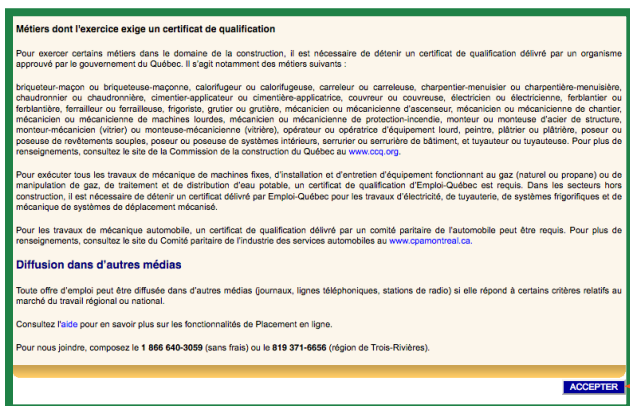 Métiers dont l'exercice exige un certificat de qualification
Pour exercer certains métiers dans le domaine de la construction, il est nécessaire de détenir un certificat de qualification délivré par un organisme
approuvé par le gouvernement du Québec. Il s'agit notamment des métiers suivants :
briqueteur-maçon ou briqueteuse-maçonne, calorifugeur ou calorifugeuse, carreleur ou carreleuse, charpentier-menuisier ou charpentière-menuisière,
chaudronnier ou chaudronnière, cimentier-applicateur ou cimentière-applicatrice, couvreur ou couvreuse, électricien ou électricienne, ferblantier ou
ferblantière, ferrailleur ou ferrailleuse, frigoriste, grutier ou grutière, mécanicien ou mécanicienne d'ascenseur, mécanicien ou mécanicienne de chantier,
mécanicien ou mécanicienne de machines lourdes, mécanicien ou mécanicienne de protection-incendie, monteur ou monteuse d'acier de structure,
monteur-mécanicien (vitrier) ou monteuse-mécanicienne (vitrière), opérateur ou opératrice d'équipement lourd, peintre, plâtrier ou plâtrière, poseur ou
poseuse de revêtements souples, poseur ou poseuse de systèmes intérieurs, serrurier ou serrurière de bâtiment, et tuyauteur ou tuyauteuse. Pour plus de
renseignements, consultez le site de la Commission de la construction du Québec au www.ccq.org.
Pour exécuter tous les travaux de mécanique de machines fixes, d'installation et d'entretien d'équipement fonctionnant au gaz (naturel ou propane) ou de
manipulation de gaz, de traitement et de distribution d'eau potable, un certificat de qualification d'Emploi-Québec est requis. Dans les secteurs hors
construction, il est nécessaire de détenir un certificat délivré par Emploi-Québec pour les travaux d'électricité, de tuyauterie, de systèmes frigorifiques et de
mécanique de systèmes de déplacement mécanisé.
Pour les travaux de mécanique automobile, un certificat de qualification délivré par un comité paritaire de l'automobile peut être requis. Pour plus de
renseignements, consultez le site du Comité paritaire de l'industrie des services automobiles au www.cpamontreal.ca.
Diffusion dans d'autres médias
Toute offre d'emploi peut être diffusée dans d'autres médias (journaux, lignes téléphoniques, stations de radio) si elle répond à certains critères relatifs au
marché du travail régional ou national.
Consultez l'aide pour en savoir plus sur les fonctionnalités de Placement en ligne.
Pour nous joindre, composez le 1 866 640-3059 (sans frais) ou le 819 371-6656 (région de Trois-Rivières).
ACCEPTER